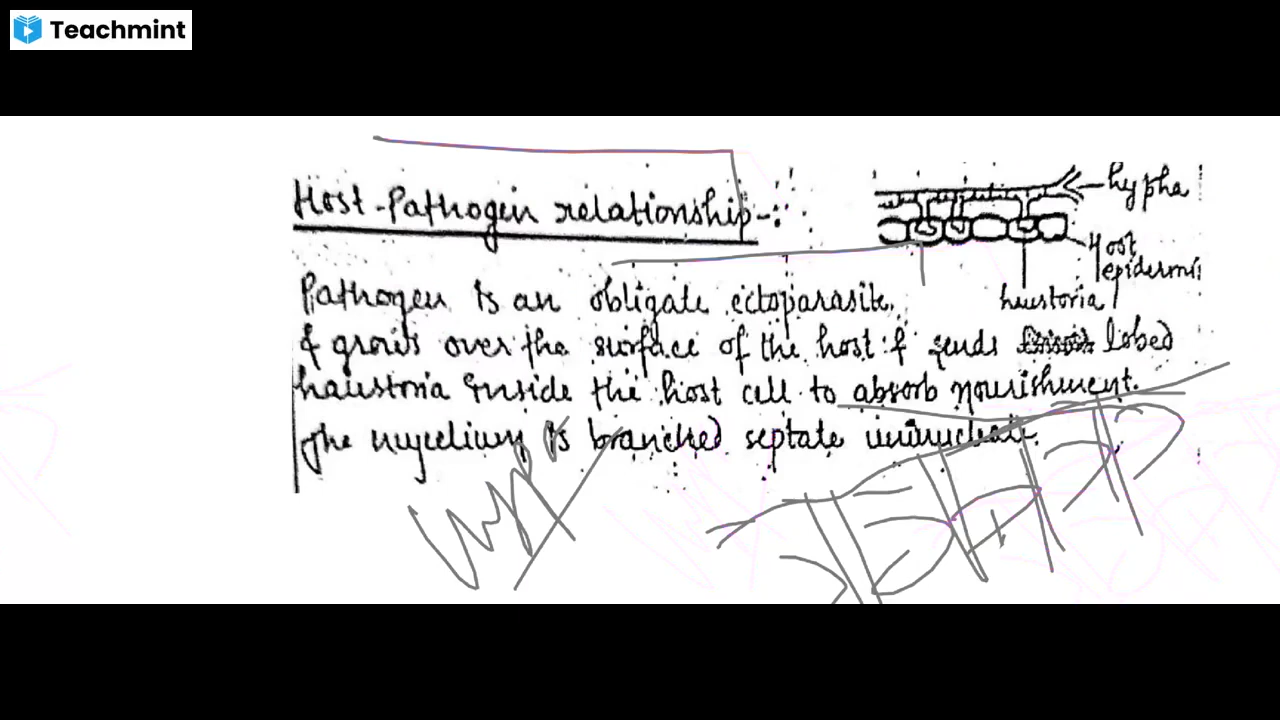 Teachmint
Host-Pathogen relationship-:
hypha
Host
epidermis
haustoria
Pathogen is an obligate ectoparasite.
& grows over the surface of the host & sends lobed
haustoria inside the host cell to absorb nourishment.
The mycelium is branched septate uninucleate.
Imp